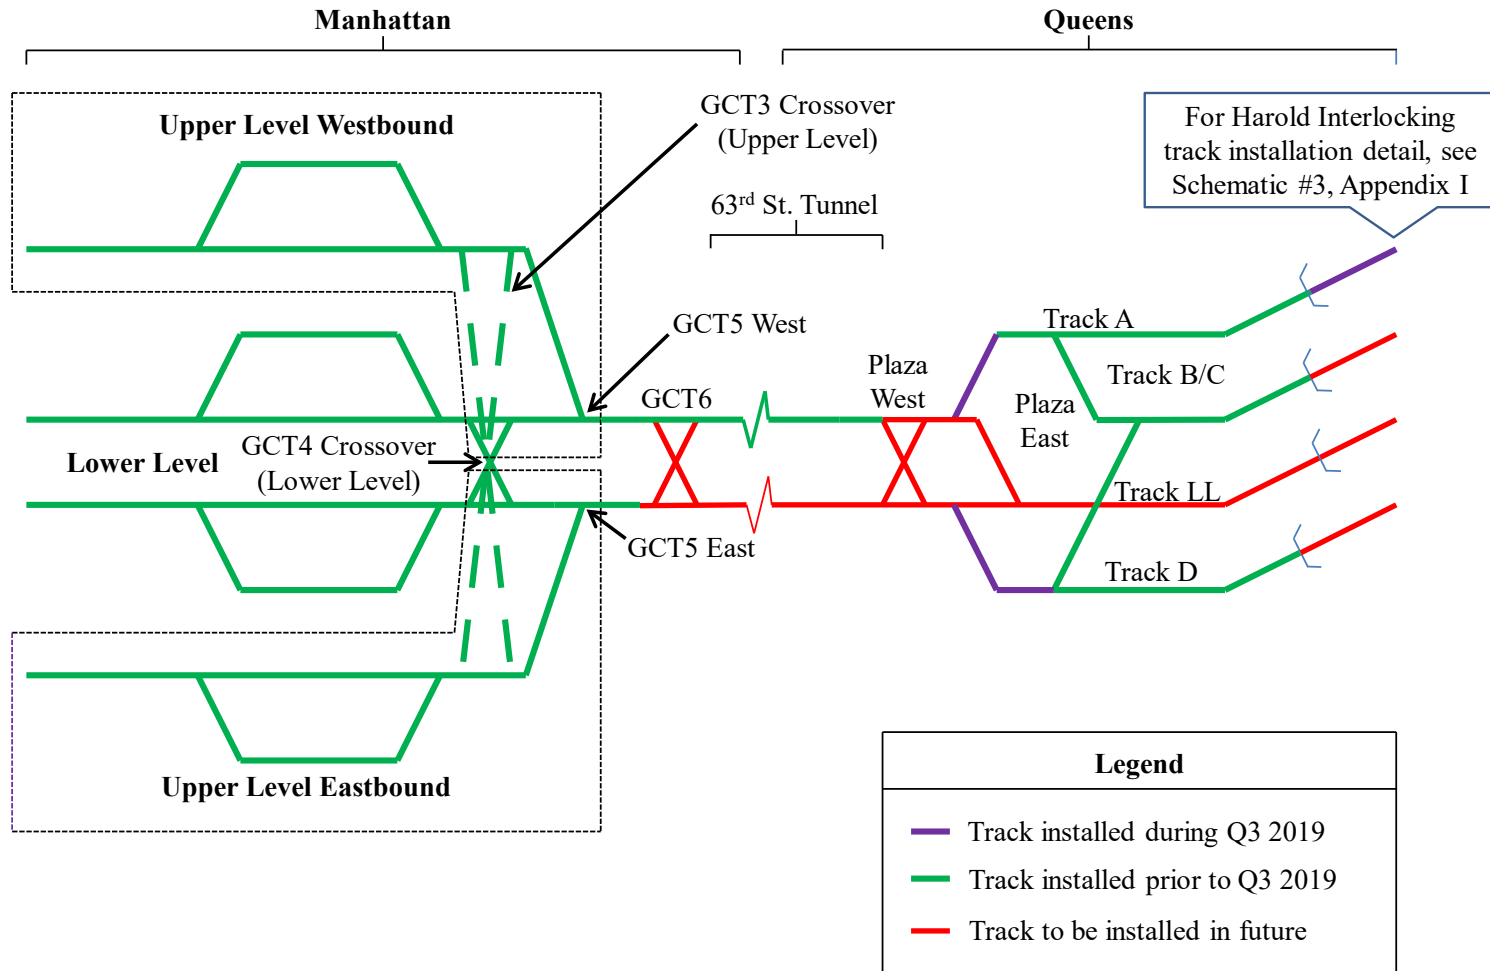 Manhattan
Queens
Upper Level Westbound
GCT3 Crossover
(Upper Level)
For Harold Interlocking
track installation detail, see
Schematic #3, Appendix I
63rd St. Tunnel
GCT5 West
Track A
Plaza
West
Track B/C
GCT6
Plaza
East
GCT4 Crossover
(Lower Level)
Lower Level
Track LL
GCT5 East
Track D
Upper Level Eastbound
Legend
Track installed during Q3 2019
Track installed prior to Q3 2019
Track to be installed in future